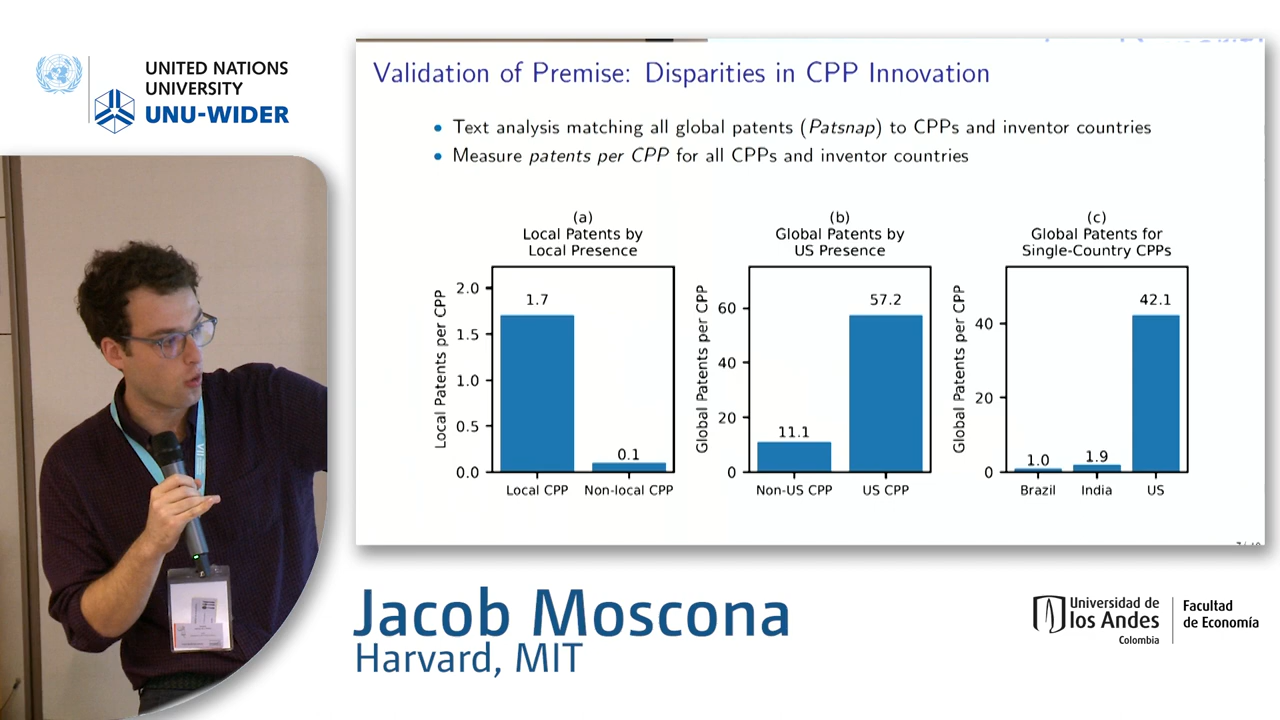 UNITED NATIONS
UNIVERSITY
UNU-WIDER
Validation of Premise: Disparities in CPP Innovation
• Text analysis matching all global patents (Patsnap) to CPPs and inventor countries
• Measure patents per CPP for all CPPs and inventor countries
(a)
Local Patents by
Local Presence
Local Patents per CPP
2.0
1.5
1.0
0.5
0.0
1.7
0.1
Local CPP
Non-local CPP
(b)
Global Patents by
US Presence
Global Patents per CPP
60
40
20
0
11.1
57.2
Non-US CPP
US CPP
(c)
Global Patents for
Single-Country CPPs
Global Patents per CPP
40
20
0
1.0
1.9
42.1
Brazil
India
US
Jacob Moscona
Harvard, MIT
Universidad de
los Andes
Colombia
Facultad
de Economía